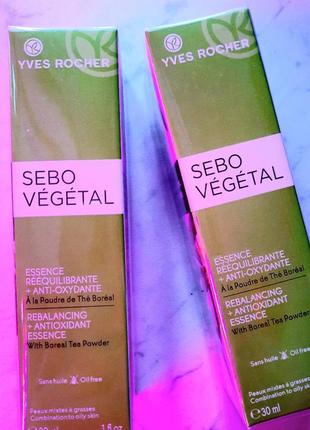 YVES ROCHER
SEBO
VÉGÉTAL
ESSENCE
RÉÉQUILIBRANTE
+ ANTI-OXYDANTE
À la Poudre de Thé Boréal
REBALANCING
+ ANTIOXIDANT
ESSENCE
With Boreal Tea Powder
Sans huile Oil free
Peaux mixtes à grasses
Combination to oily skin
YVES ROCHER
SEBO
VÉGÉTAL
ESSENCE
RÉÉQUILIBRANTE
+ ANTI-OXYDANTE
À la Poudre de Thé Boréal
REBALANCING
+ ANTIOXIDANT
ESSENCE
With Boreal Tea Powder
Sans huile Oil free
Peaux mixtes à grasses
Combination to oily skin
℮ 30 ml